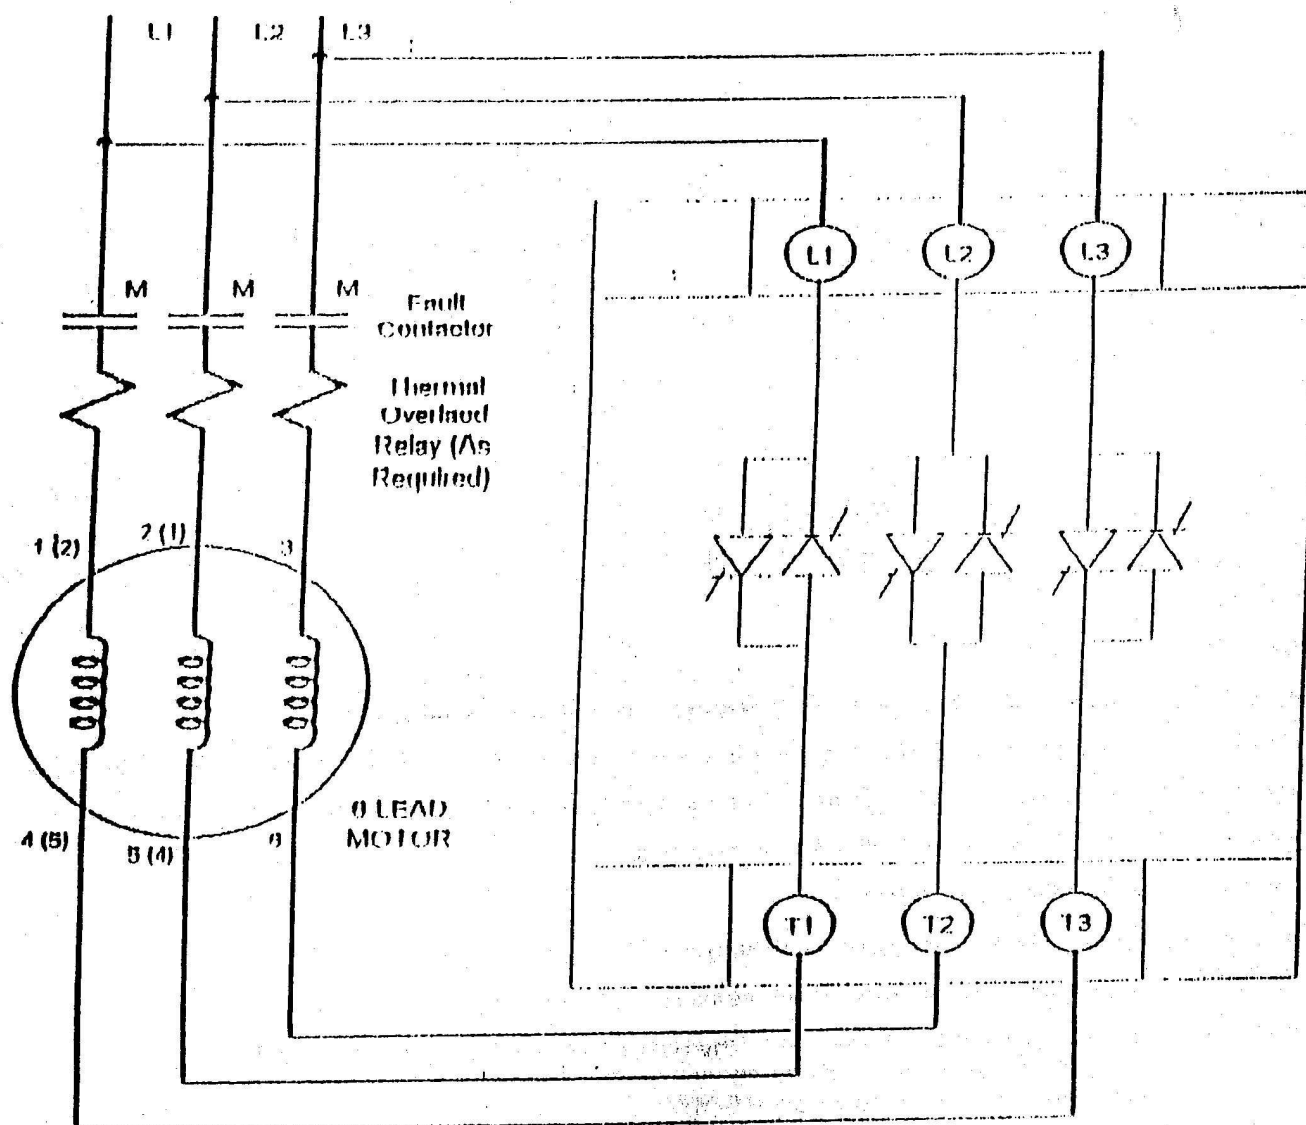 L1 L2 L3
L1 L2 L3
M M M
Fault
Contactor
Thermal
Overload
Relay (As
Required)
1 (2) 2 (1) 3
6 LEAD
MOTOR
4 (5) 5 (4) 6
T1 T2 T3